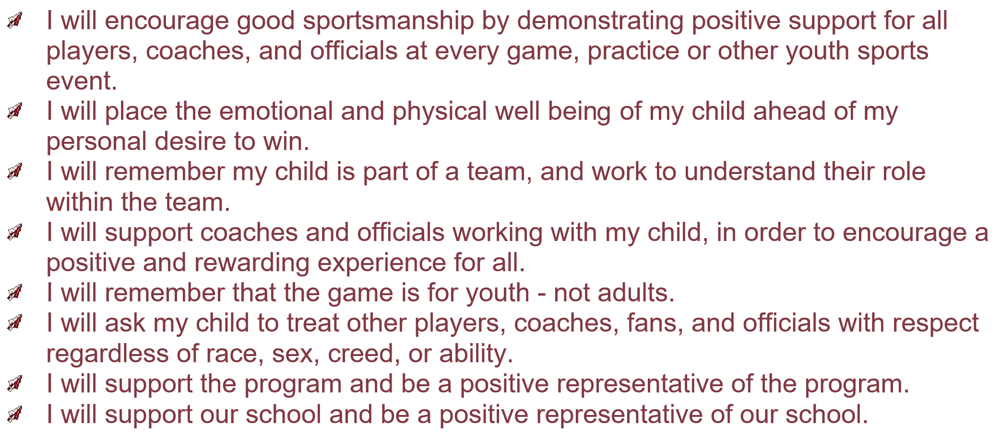 I will encourage good sportsmanship by demonstrating positive support for all
players, coaches, and officials at every game, practice or other youth sports
event.
I will place the emotional and physical well being of my child ahead of my
personal desire to win.
I will remember my child is part of a team, and work to understand their role
within the team.
I will support coaches and officials working with my child, in order to encourage a
positive and rewarding experience for all.
I will remember that the game is for youth - not adults.
I will ask my child to treat other players, coaches, fans, and officials with respect
regardless of race, sex, creed, or ability.
I will support the program and be a positive representative of the program.
I will support our school and be a positive representative of our school.